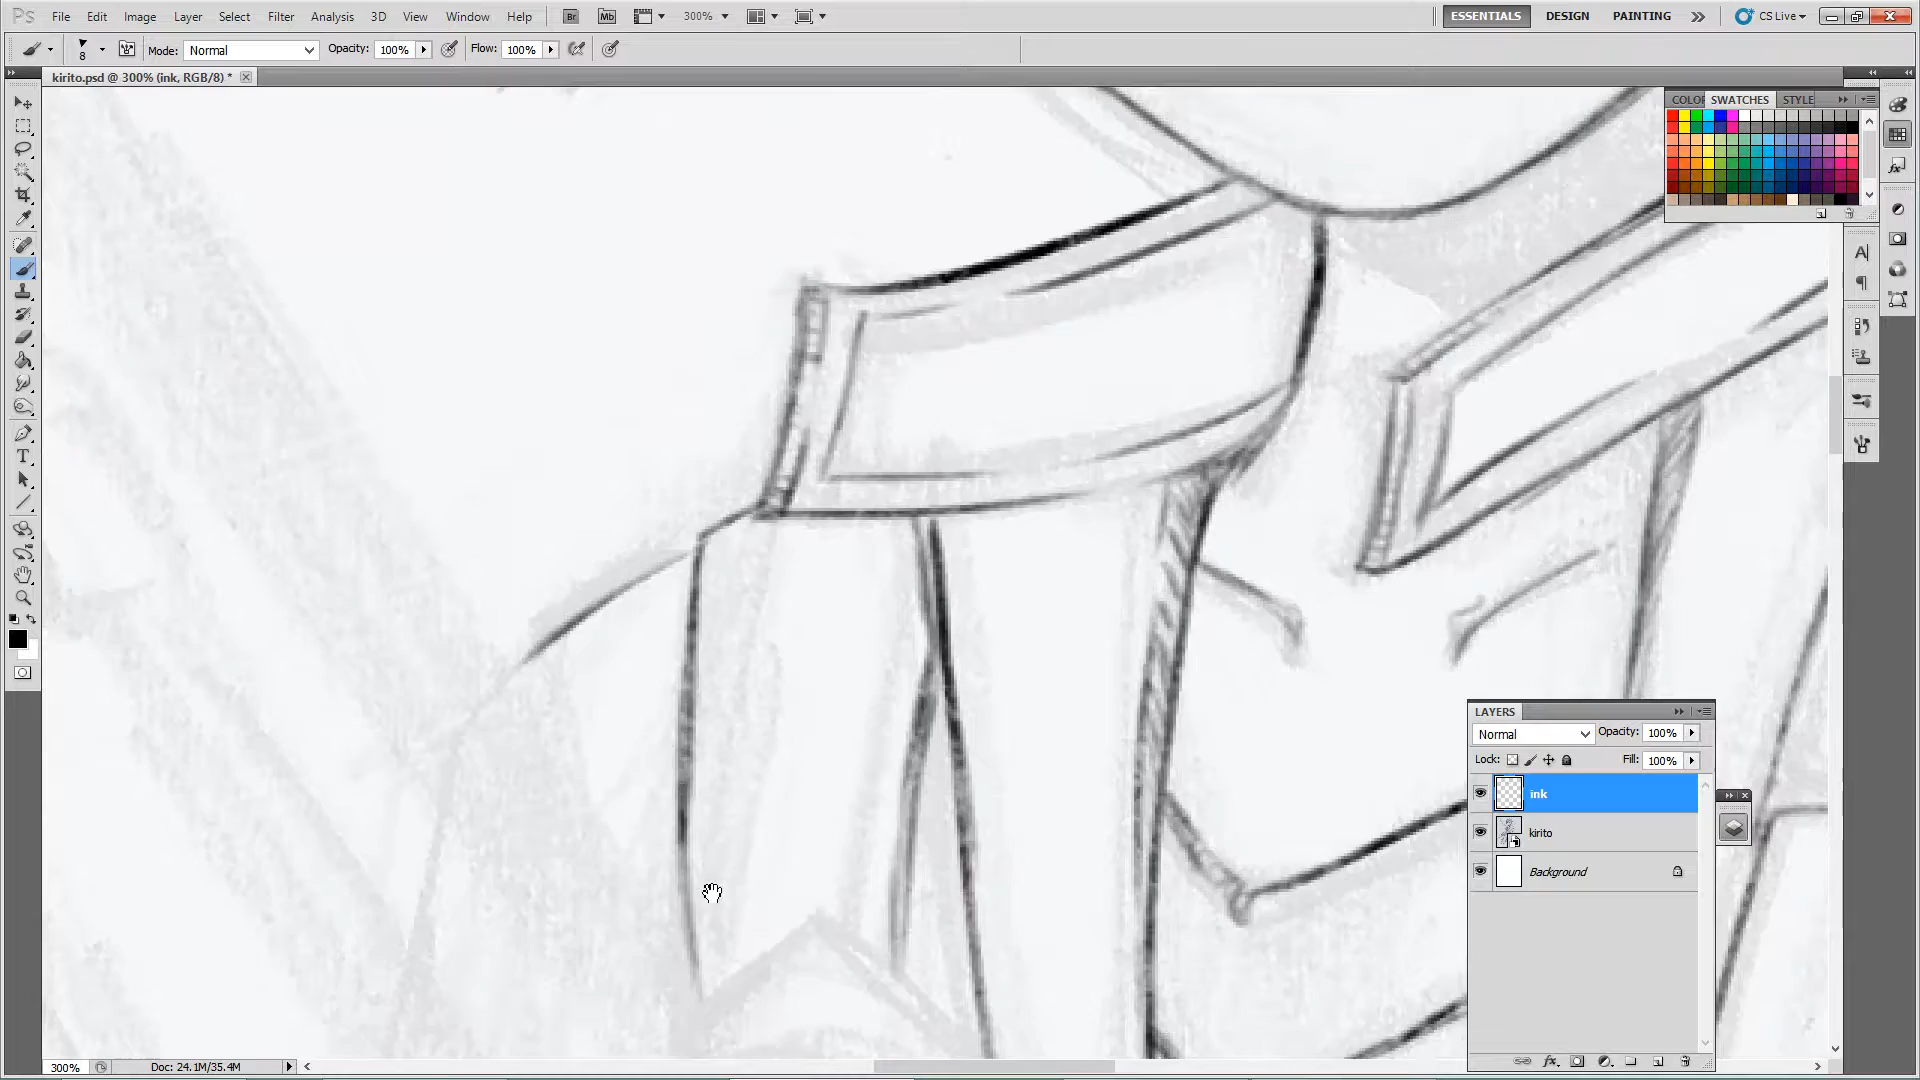 Ps File Edit Image Layer Select Filter Analysis 3D View Window Help Br Mb 300% ESSENTIALS DESIGN PAINTING CS Live
8 Mode: Normal Opacity: 100% Flow: 100%
kirito.psd @ 300% (ink, RGB/8) *
COLOR SWATCHES STYLE
LAYERS
Normal Opacity: 100%
Lock: Fill: 100%
ink
kirito
Background
300% Doc: 24.1M/35.4M